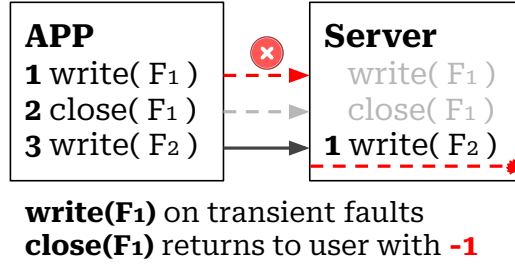 APP
1 write( F1 )
2 close( F1 )
3 write( F2 )
Server
write( F1 )
close( F1 )
1 write( F2 )
write(F1) on transient faults
close(F1) returns to user with -1